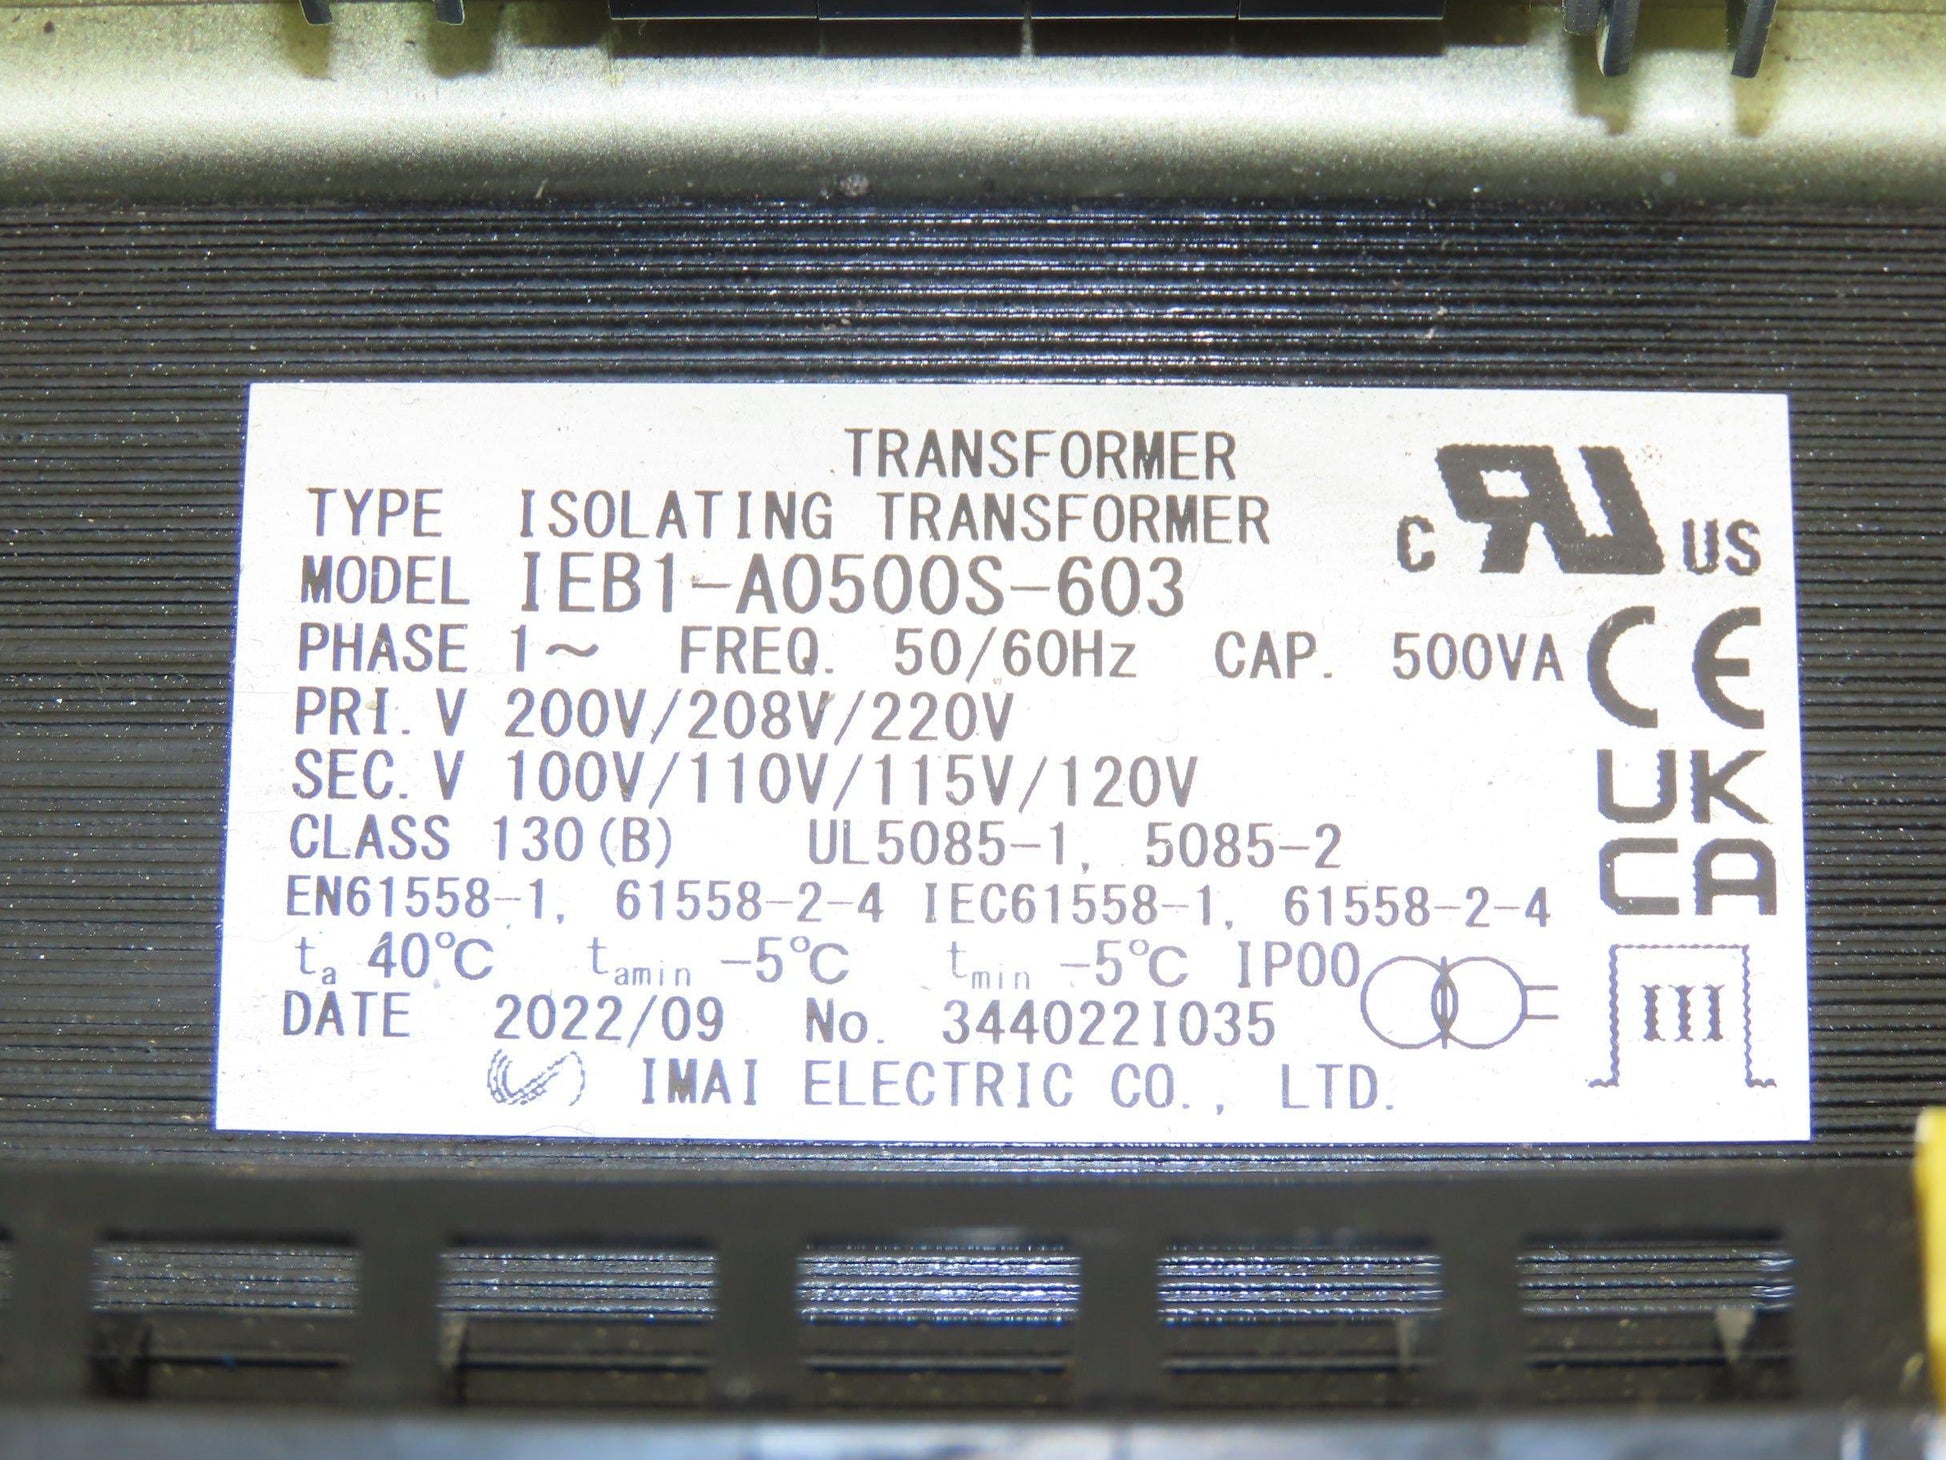 TRANSFORMER
TYPE ISOLATING TRANSFORMER
MODEL IEB1-A0500S-603
PHASE 1~ FREQ. 50/60Hz CAP. 500VA
PRI. V 200V/208V/220V
SEC. V 100V/110V/115V/120V
CLASS 130(B) UL5085-1, 5085-2
EN61558-1, 61558-2-4 IEC61558-1, 61558-2-4
ta 40℃ tamin -5℃ tmin -5℃ IP00
DATE 2022/09 No. 344022I035
IMAI ELECTRIC CO., LTD.
C RU US
CE
UK
CA
III